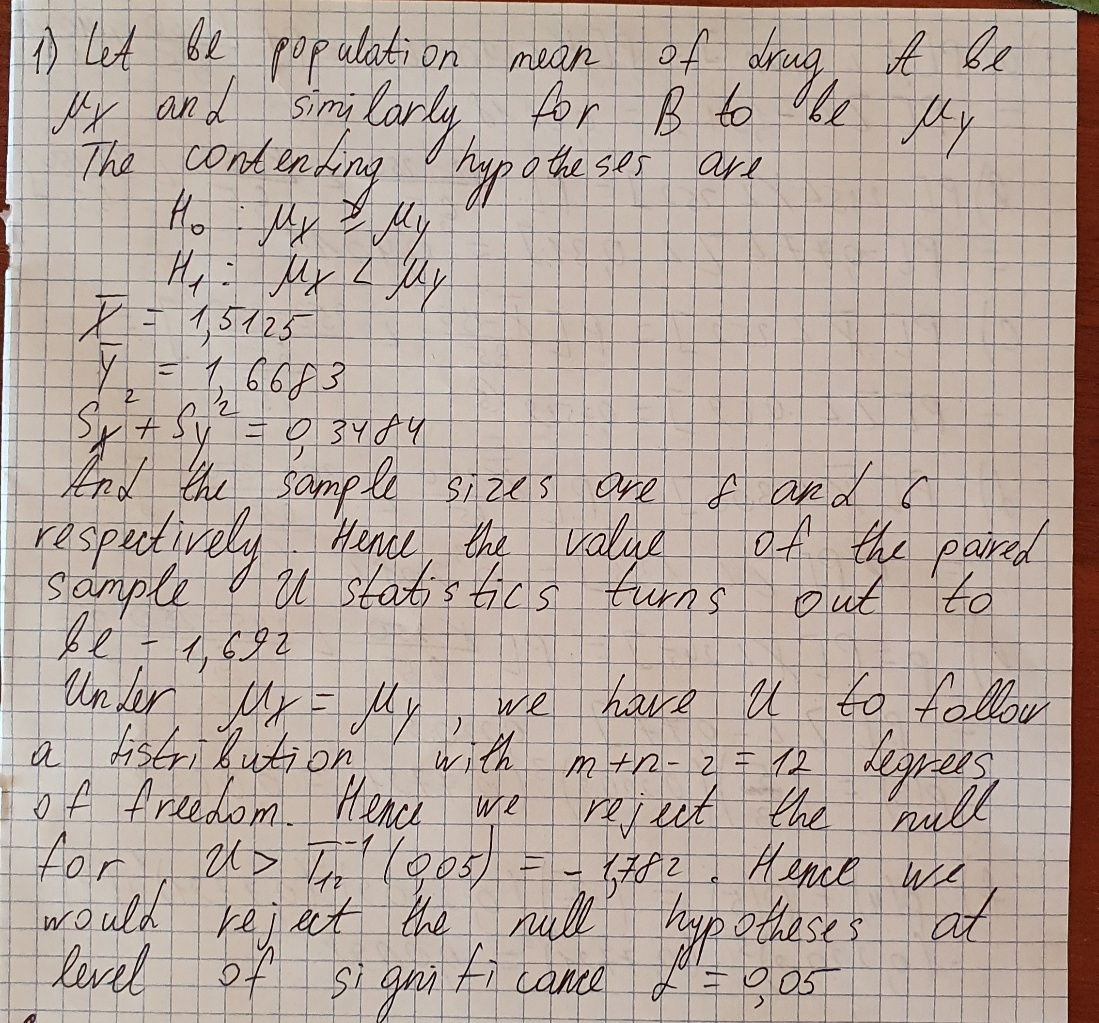 1) Let be population mean of drug A be
μx and similarly for B to be μy
The contending hypotheses are
H₀ : μx ≥ μy
H₁ : μx < μy
X̅ = 1,5125
Y̅ = 1,6683
Sx² + Sy² = 0,3484
And the sample sizes are 8 and 6
respectively. Hence the value of the paired
sample U statistics turns out to
be - 1,692
Under μx = μy, we have U to follow
a distribution with m+n-2 = 12 degrees
of freedom. Hence we reject the null
for U > T₁₂⁻¹ (0,05) = - 1,782. Hence we
would reject the null hypotheses at
level of significance α = 0,05